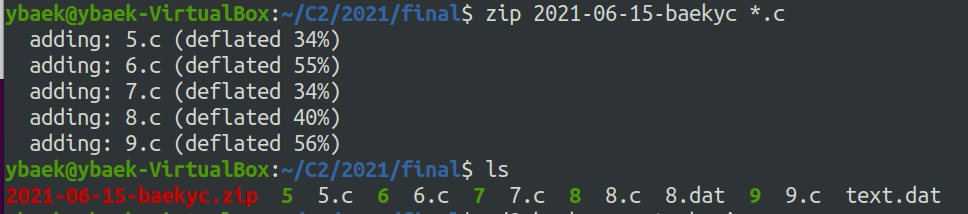 ybaek@ybaek-VirtualBox:~/C2/2021/final$ zip 2021-06-15-baekyc *.c
  adding: 5.c (deflated 34%)
  adding: 6.c (deflated 55%)
  adding: 7.c (deflated 34%)
  adding: 8.c (deflated 40%)
  adding: 9.c (deflated 56%)
ybaek@ybaek-VirtualBox:~/C2/2021/final$ ls
2021-06-15-baekyc.zip  5  5.c  6  6.c  7  7.c  8  8.c  8.dat  9  9.c  text.dat